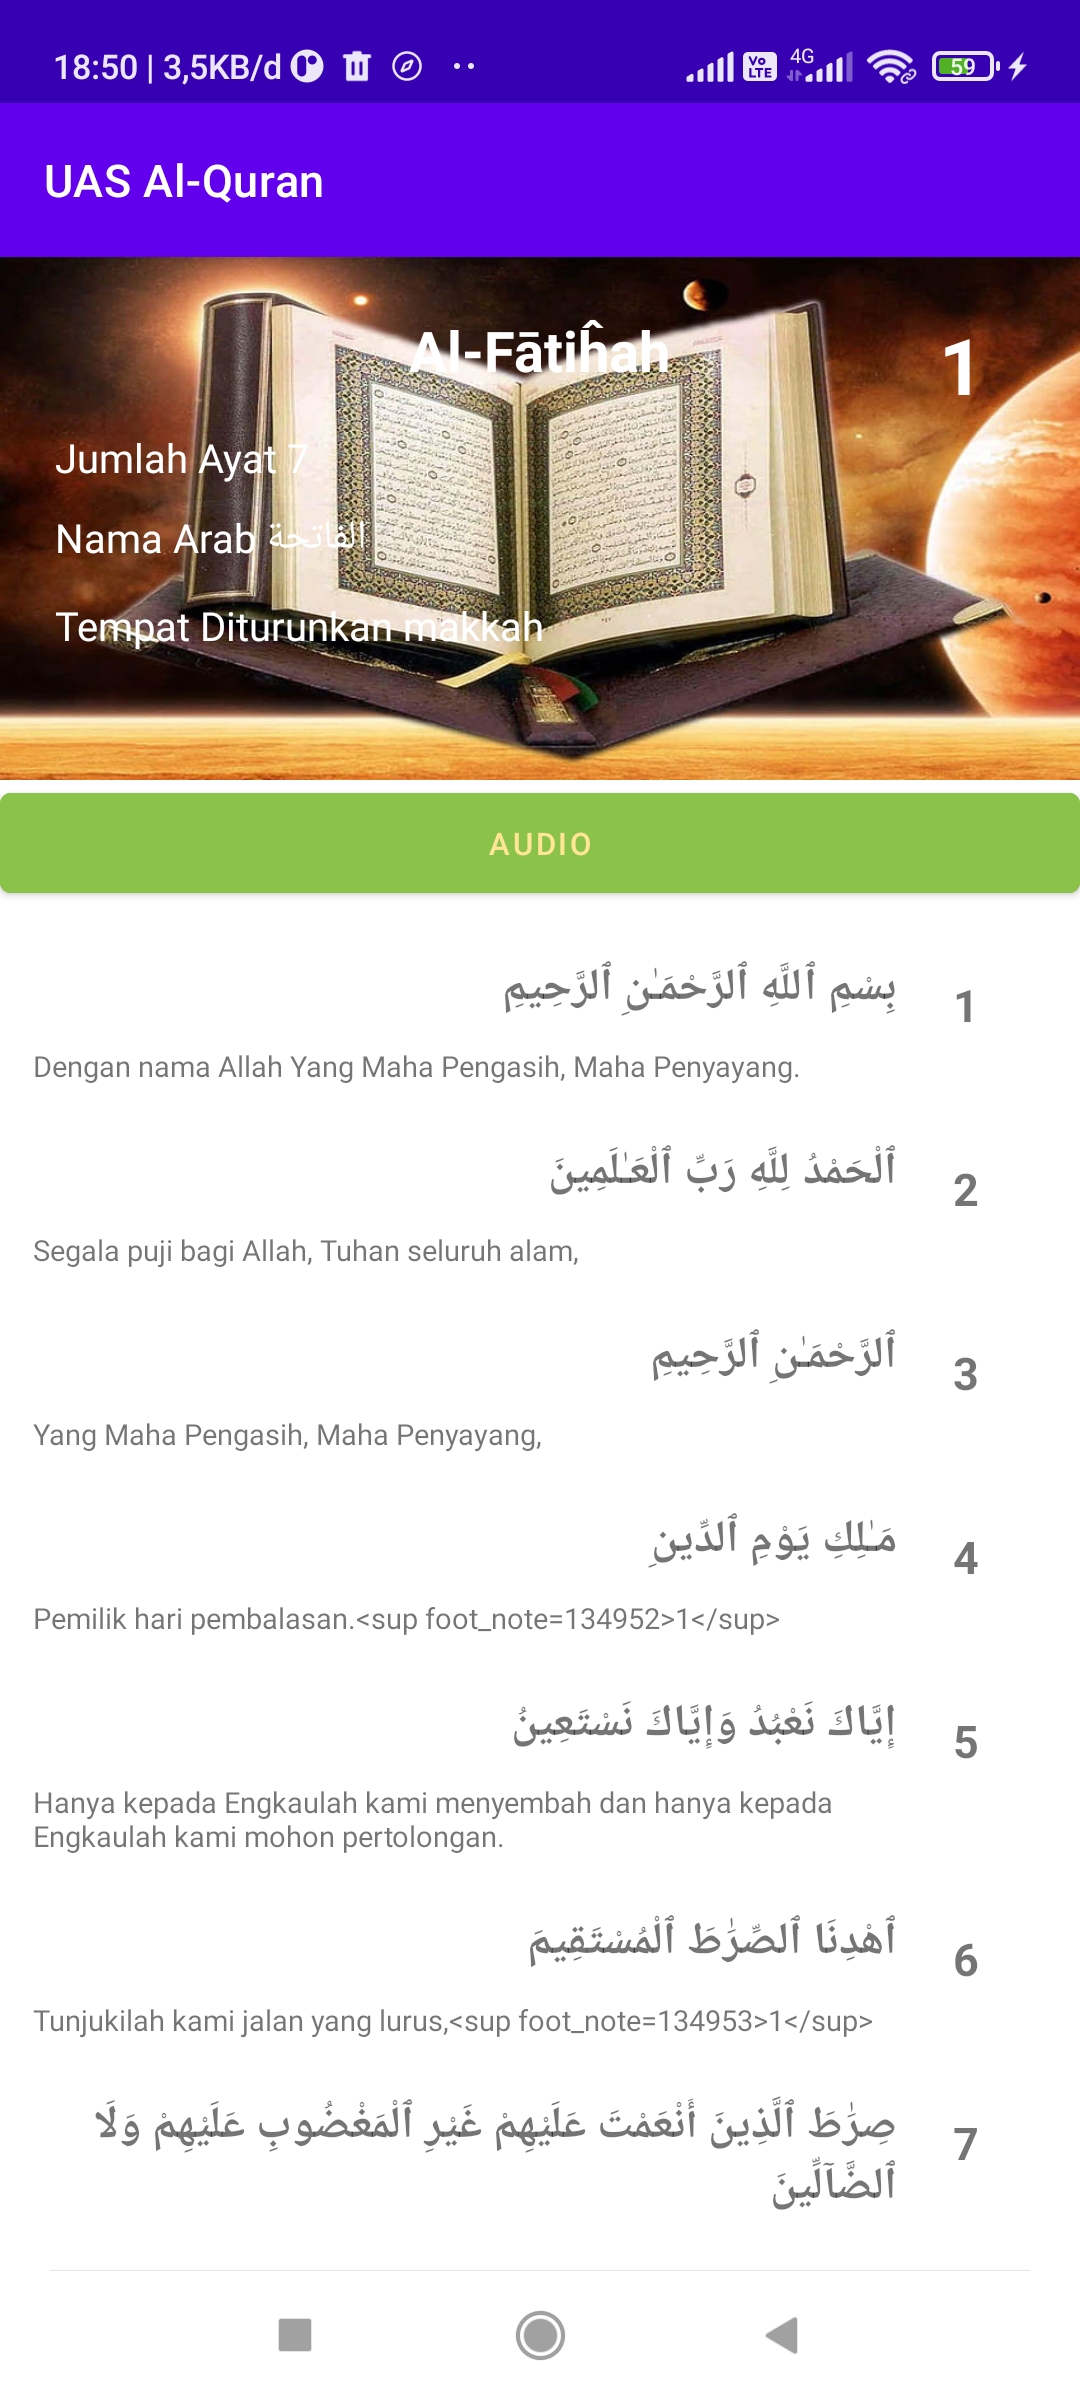 18:50 | 3,5KB/d
Vo LTE 4G 59
UAS Al-Quran
Al-Fātiĥah
1
Jumlah Ayat 7
Nama Arab الفاتحة
Tempat Diturunkan makkah
AUDIO
بِسْمِ ٱللَّهِ ٱلرَّحْمَـٰنِ ٱلرَّحِيمِ
1
Dengan nama Allah Yang Maha Pengasih, Maha Penyayang.
ٱلْحَمْدُ لِلَّهِ رَبِّ ٱلْعَـٰلَمِينَ
2
Segala puji bagi Allah, Tuhan seluruh alam,
ٱلرَّحْمَـٰنِ ٱلرَّحِيمِ
3
Yang Maha Pengasih, Maha Penyayang,
مَـٰلِكِ يَوْمِ ٱلدِّينِ
4
Pemilik hari pembalasan.<sup foot_note=134952>1</sup>
إِيَّاكَ نَعْبُدُ وَإِيَّاكَ نَسْتَعِينُ
5
Hanya kepada Engkaulah kami menyembah dan hanya kepada
Engkaulah kami mohon pertolongan.
ٱهْدِنَا ٱلصِّرَٰطَ ٱلْمُسْتَقِيمَ
6
Tunjukilah kami jalan yang lurus,<sup foot_note=134953>1</sup>
صِرَٰطَ ٱلَّذِينَ أَنْعَمْتَ عَلَيْهِمْ غَيْرِ ٱلْمَغْضُوبِ عَلَيْهِمْ وَلَا
ٱلضَّآلِّينَ
7